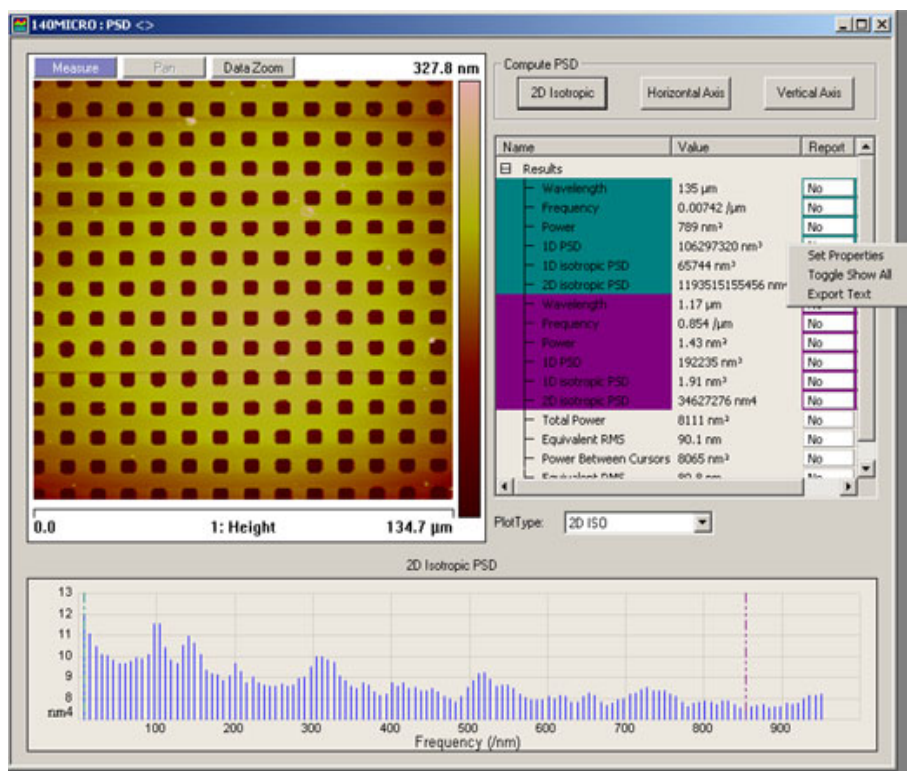 140MICRO : PSD <>
Measure Pan Data Zoom 327.8 nm
0.0 1: Height 134.7 µm
Compute PSD
2D Isotropic Horizontal Axis Vertical Axis
Name Value Report
Results
Wavelength 135 µm No
Frequency 0.00742 /µm No
Power 789 nm² No
1D PSD 106297320 nm³
1D isotropic PSD 65744 nm³
2D isotropic PSD 1193515155456 nm
Set Properties
Toggle Show All
Export Text
Wavelength 1.17 µm No
Frequency 0.854 /µm No
Power 1.43 nm² No
1D PSD 192235 nm³ No
1D isotropic PSD 1.91 nm³ No
2D isotropic PSD 34627276 nm4 No
Total Power 8111 nm² No
Equivalent RMS 90.1 nm No
Power Between Cursors 8065 nm² No
Equivalent RMS 89.8 nm No
PlotType: 2D ISO
2D Isotropic PSD
13
12
11
10
9
8
nm4
100 200 300 400 500 600 700 800 900
Frequency (/nm)